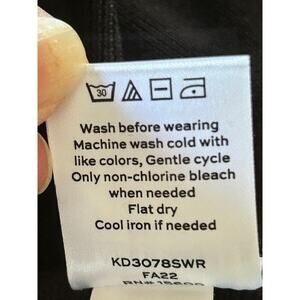 30
Wash before wearing
Machine wash cold with
like colors, Gentle cycle
Only non-chlorine bleach
when needed
Flat dry
Cool iron if needed
KD3078SWR
FA22